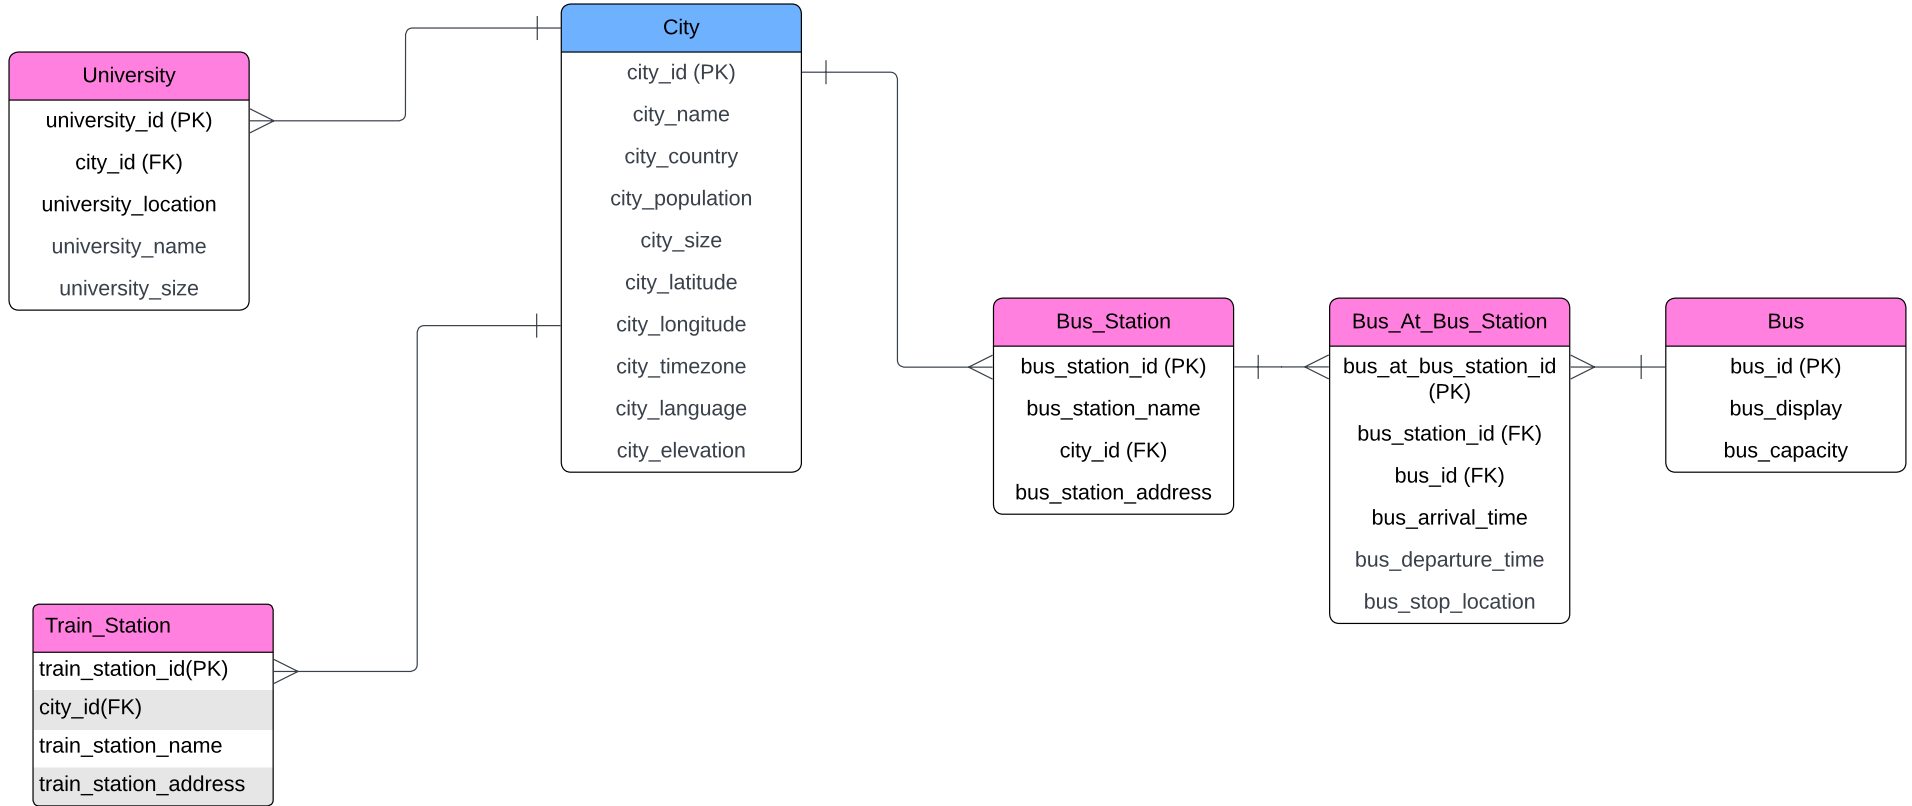 City
city_id (PK)
city_name
city_country
city_population
city_size
city_latitude
city_longitude
city_timezone
city_language
city_elevation
University
university_id (PK)
city_id (FK)
university_location
university_name
university_size
Bus_Station
bus_station_id (PK)
bus_station_name
city_id (FK)
bus_station_address
Bus_At_Bus_Station
bus_at_bus_station_id
(PK)
bus_station_id (FK)
bus_id (FK)
bus_arrival_time
bus_departure_time
bus_stop_location
Bus
bus_id (PK)
bus_display
bus_capacity
Train_Station
train_station_id(PK)
city_id(FK)
train_station_name
train_station_address